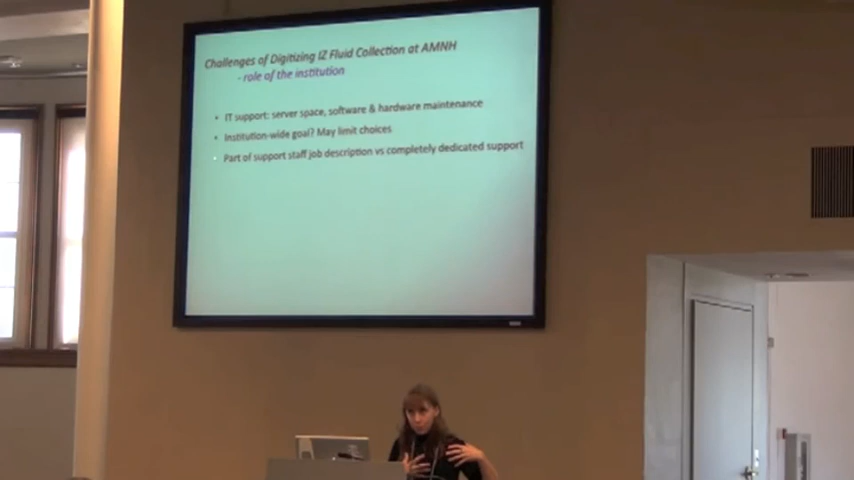 Challenges of Digitizing IZ Fluid Collection at AMNH
- role of the institution
• IT support: server space, software & hardware maintenance
• Institution-wide goal? May limit choices
• Part of support staff job description vs completely dedicated support